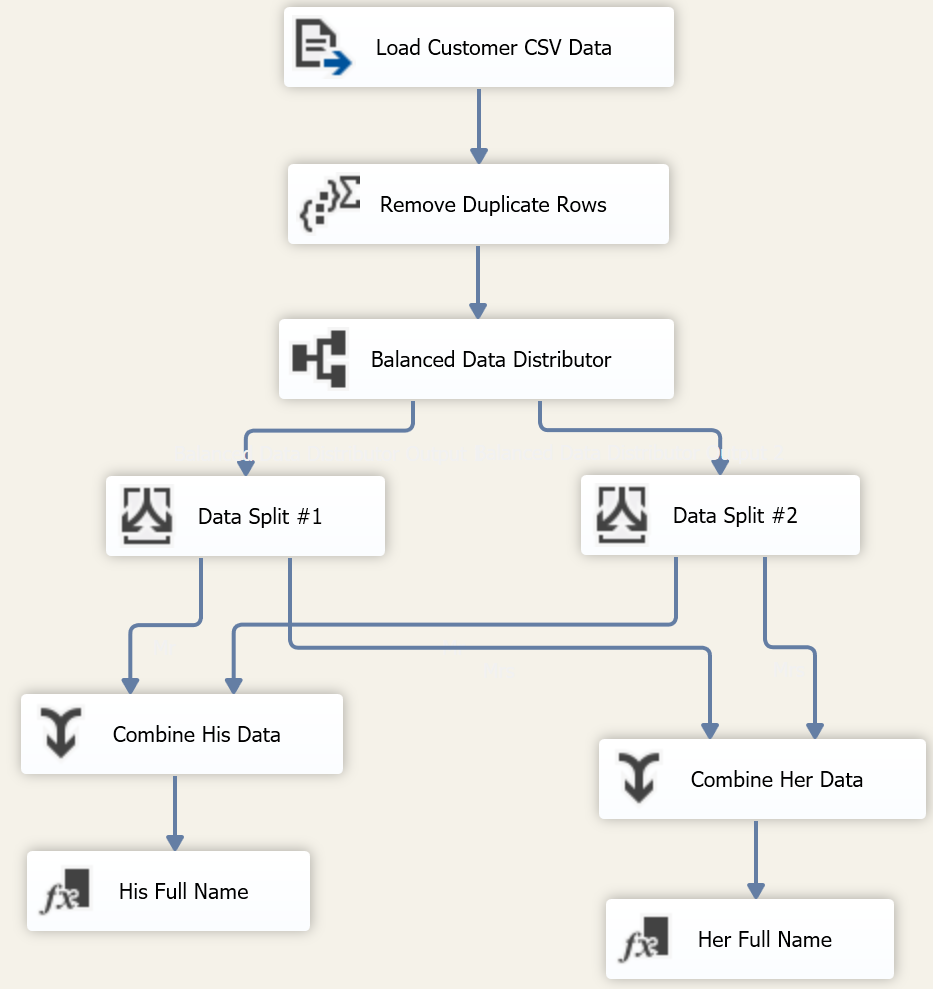 Load Customer CSV Data
Remove Duplicate Rows
Balanced Data Distributor
Data Split #1
Data Split #2
Combine His Data
Combine Her Data
His Full Name
Her Full Name